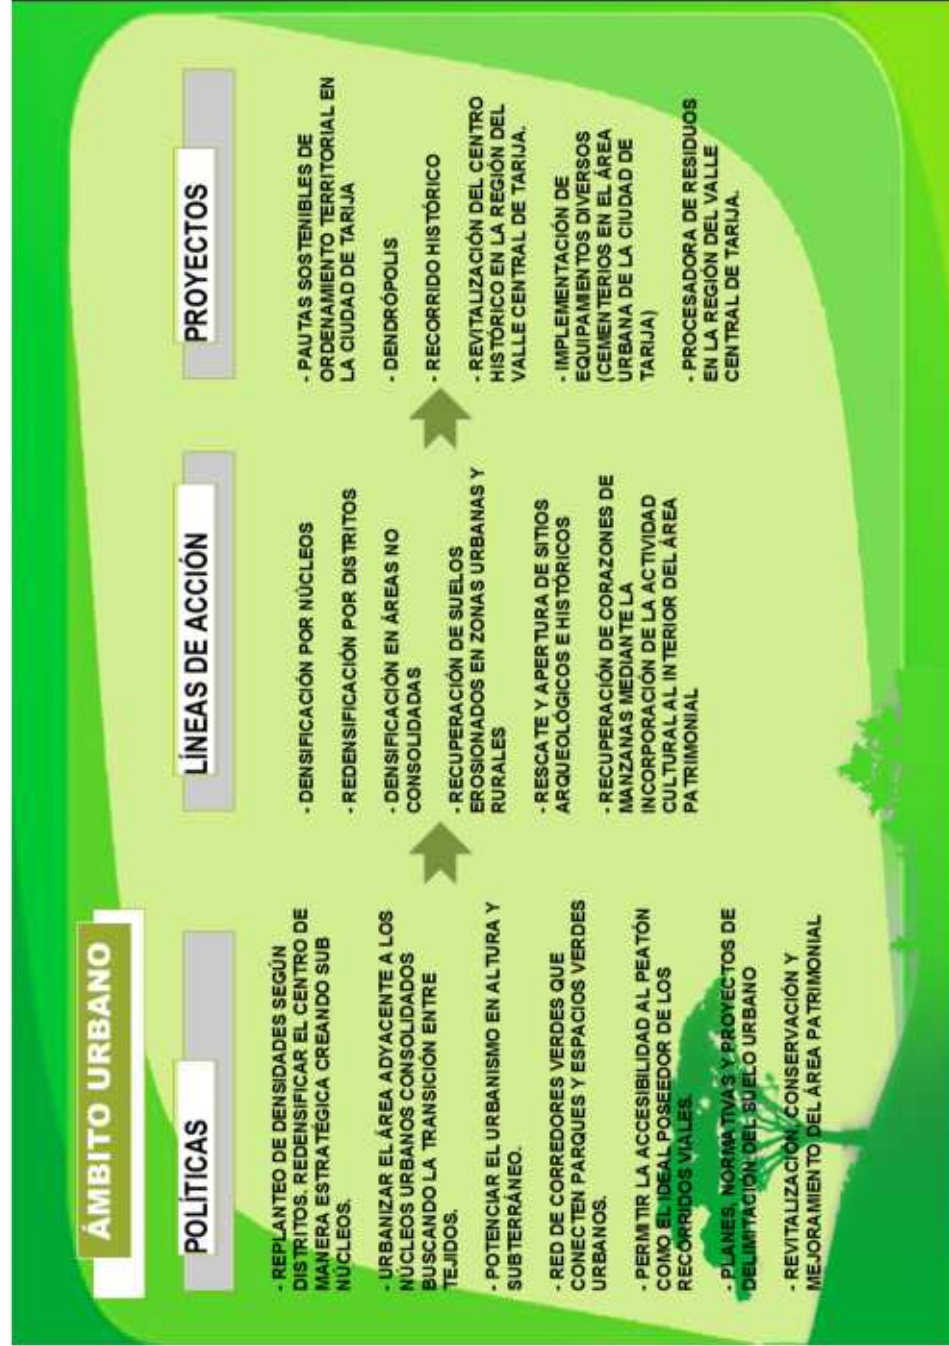 ÁMBITO URBANO
POLÍTICAS
- REPLANTEO DE DENSIDADES SEGÚN
DISTRITOS. REDENSIFICAR EL CENTRO DE
MANERA ESTRATÉGICA CREANDO SUB
NÚCLEOS.
- URBANIZAR EL ÁREA ADYACENTE A LOS
NÚCLEOS URBANOS CONSOLIDADOS
BUSCANDO LA TRANSICIÓN ENTRE
TEJIDOS.
- POTENCIAR EL URBANISMO EN ALTURA Y
SUBTERRÁNEO.
- RED DE CORREDORES VERDES QUE
CONECTEN PARQUES Y ESPACIOS VERDES
URBANOS.
- PERMITIR LA ACCESIBILIDAD AL PEATÓN
COMO EL IDEAL POSEEDOR DE LOS
RECORRIDOS VIALES.
- PLANES, NORMATIVAS Y PROYECTOS DE
DELIMITACIÓN DEL SUELO URBANO
- REVITALIZACIÓN, CONSERVACIÓN Y
MEJORAMIENTO DEL ÁREA PATRIMONIAL
LÍNEAS DE ACCIÓN
- DENSIFICACIÓN POR NÚCLEOS
- REDENSIFICACIÓN POR DISTRITOS
- DENSIFICACIÓN EN ÁREAS NO
CONSOLIDADAS
- RECUPERACIÓN DE SUELOS
EROSIONADOS EN ZONAS URBANAS Y
RURALES
- RESCATE Y APERTURA DE SITIOS
ARQUEOLÓGICOS E HISTÓRICOS
- RECUPERACIÓN DE CORAZONES DE
MANZANAS MEDIANTE LA
INCORPORACIÓN DE LA ACTIVIDAD
CULTURAL AL INTERIOR DEL ÁREA
PATRIMONIAL
PROYECTOS
- PAUTAS SOSTENIBLES DE
ORDENAMIENTO TERRITORIAL EN
LA CIUDAD DE TARIJA
- DENDRÓPOLIS
- RECORRIDO HISTÓRICO
- REVITALIZACIÓN DEL CENTRO
HISTÓRICO EN LA REGIÓN DEL
VALLE CENTRAL DE TARIJA.
- IMPLEMENTACIÓN DE
EQUIPAMIENTOS DIVERSOS
(CEMENTERIOS EN EL ÁREA
URBANA DE LA CIUDAD DE
TARIJA)
- PROCESADORA DE RESIDUOS
EN LA REGIÓN DEL VALLE
CENTRAL DE TARIJA.